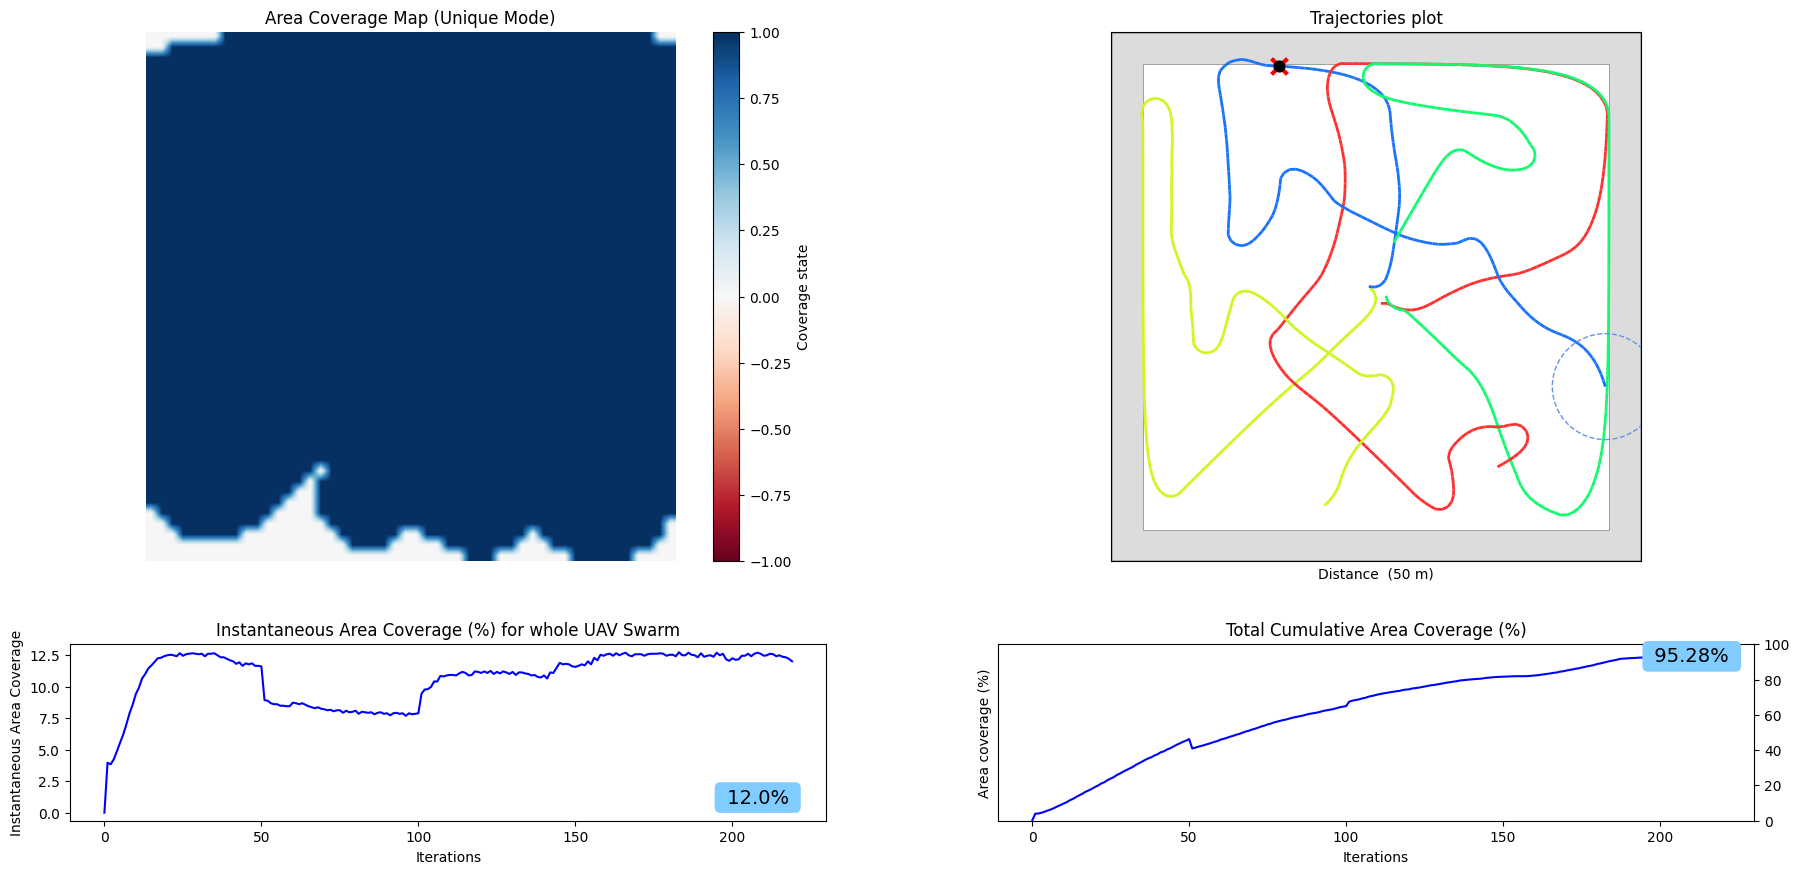 Area Coverage Map (Unique Mode)
1.00
0.75
0.50
0.25
0.00
−0.25
−0.50
−0.75
−1.00
Coverage state
Trajectories plot
Distance  (50 m)
Instantaneous Area Coverage (%) for whole UAV Swarm
Instantaneous Area Coverage
12.5
10.0
7.5
5.0
2.5
0.0
12.0%
0 50 100 150 200
Iterations
Total Cumulative Area Coverage (%)
Area coverage (%)
95.28%
100
80
60
40
20
0
0 50 100 150 200
Iterations